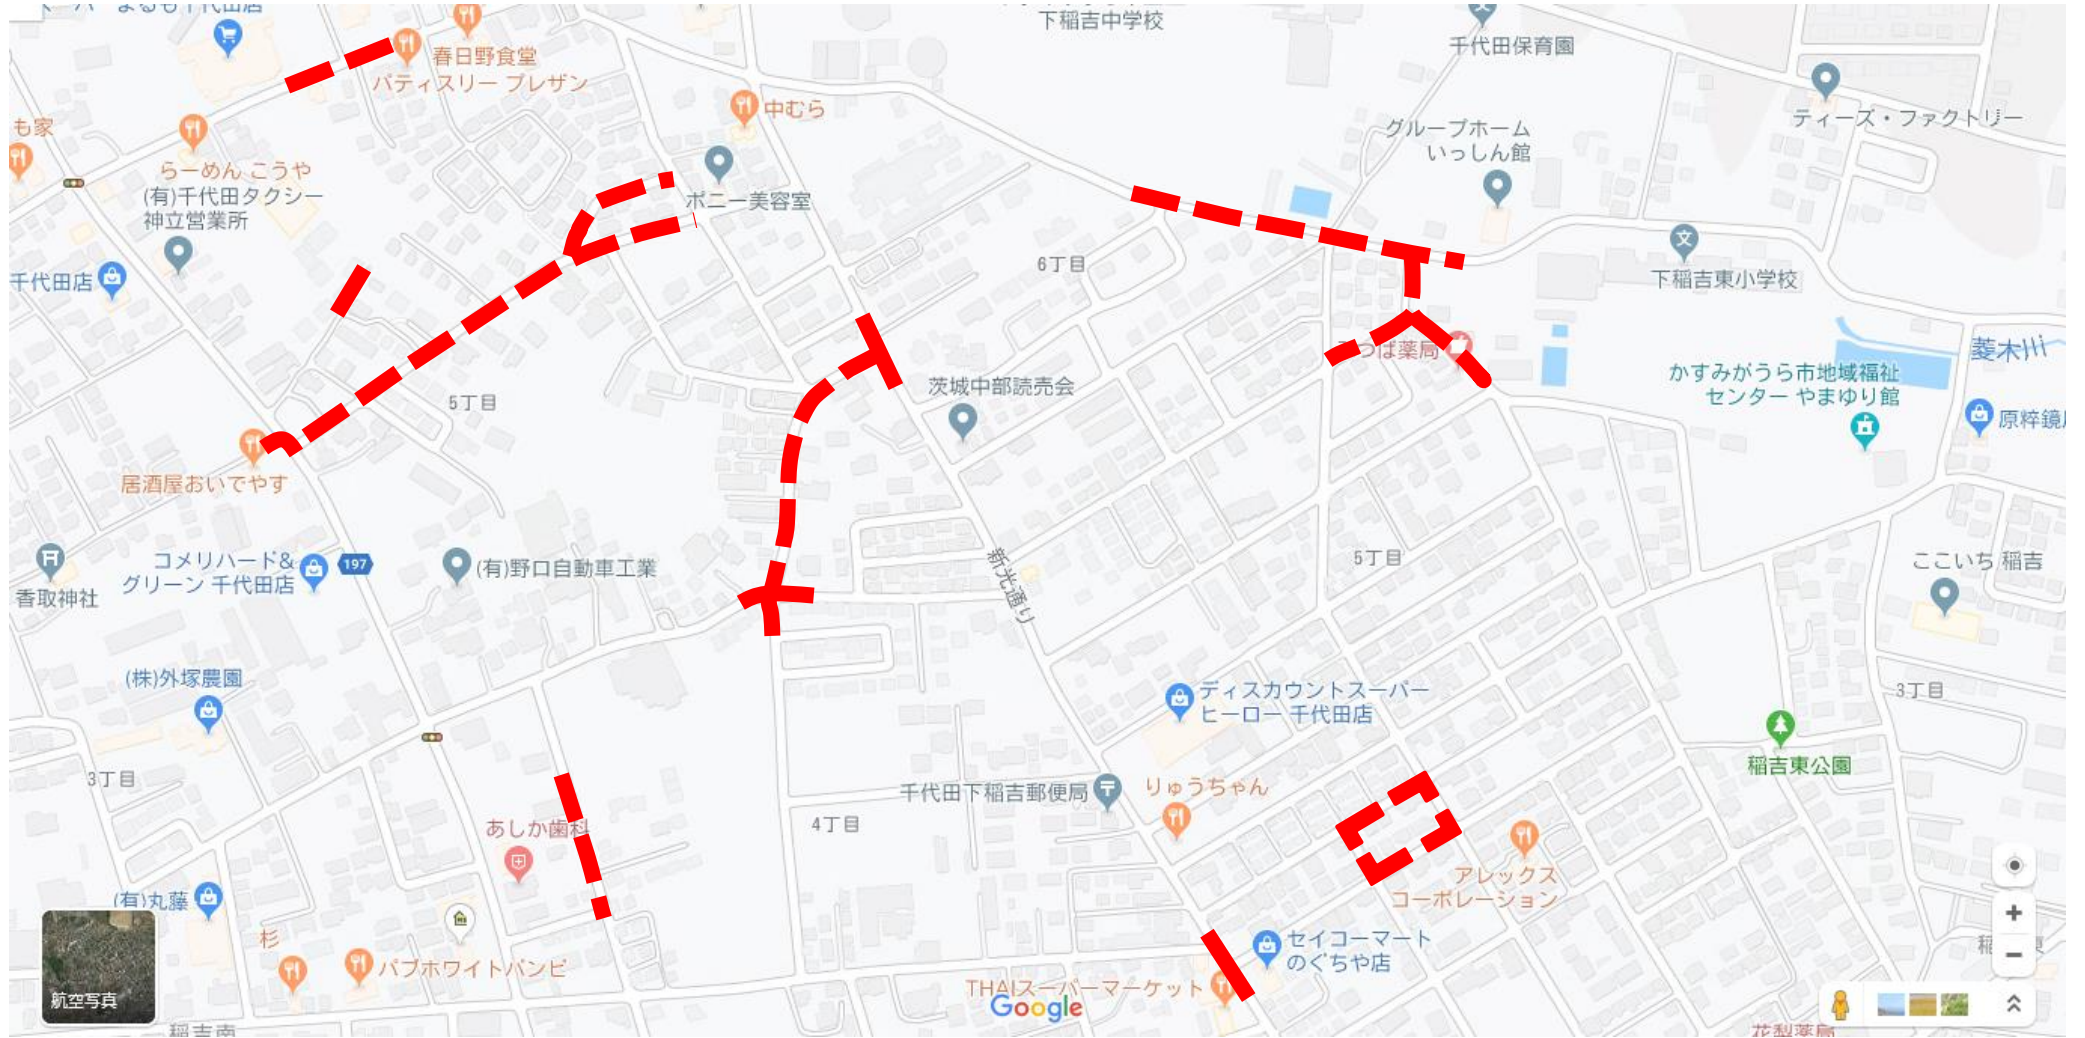 下稲吉中学校
千代田保育園
春日野食堂
パティスリー プレザン
中むら
ティーズ・ファクトリー
も家
グループホーム
いっしん館
らーめん こうや
(有)千代田タクシー
神立営業所
ポニー美容室
6丁目
下稲吉東小学校
千代田店
菱木川
かすみがうら市地域福祉
センター やまゆり館
茨城中部読売会
5丁目
原粋鏡
居酒屋おいでやす
コメリハード&
グリーン 千代田店
197
(有)野口自動車工業
新光通り
5丁目
ここいち 稲吉
香取神社
(株)外塚農園
ディスカウントスーパー
ヒーロー 千代田店
3丁目
3丁目
稲吉東公園
千代田下稲吉郵便局
りゅうちゃん
あしか歯科
4丁目
アレックス
コーポレーション
(有)丸藤
杉
セイコーマート
のぐちや店
パブホワイトバンビ
THAIスーパーマーケット
航空写真
Google
稲吉南
花梨薬局